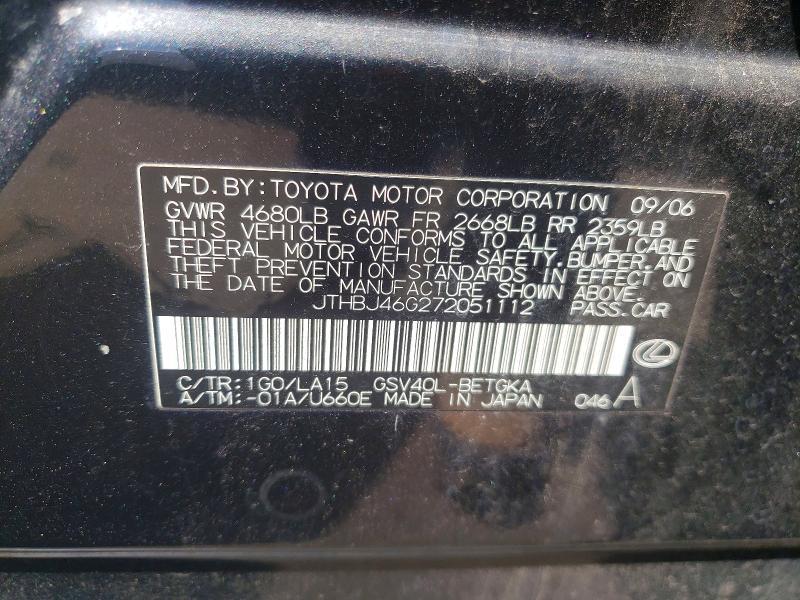 MFD.BY:TOYOTA MOTOR CORPORATION 09/06
GVWR 4680LB GAWR FR 2668LB RR 2359LB
THIS VEHICLE CONFORMS TO ALL APPLICABLE
FEDERAL MOTOR VEHICLE SAFETY.BUMPER.AND
THEFT PREVENTION STANDARDS IN EFFECT ON
THE DATE OF MANUFACTURE SHOWN ABOVE.
JTHBJ46G272051112 PASS.CAR
C/TR:1G0/LA15 GSV40L-BETGKA
A/TM:-01A/U660E MADE IN JAPAN 046 A